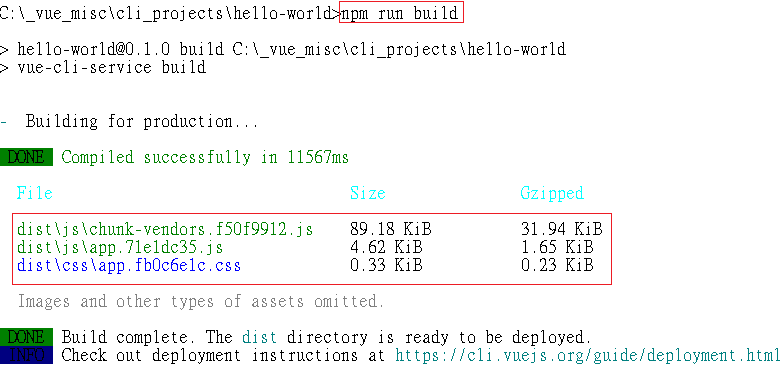 C:\_vue_misc\cli_projects\hello-world>npm run build
> hello-world@0.1.0 build C:\_vue_misc\cli_projects\hello-world
> vue-cli-service build
-  Building for production...
DONE  Compiled successfully in 11567ms
File  Size  Gzipped
dist\js\chunk-vendors.f50f9912.js  89.18 KiB  31.94 KiB
dist\js\app.71e1dc35.js  4.62 KiB  1.65 KiB
dist\css\app.fb0c6e1c.css  0.33 KiB  0.23 KiB
Images and other types of assets omitted.
DONE  Build complete. The dist directory is ready to be deployed.
INFO  Check out deployment instructions at https://cli.vuejs.org/guide/deployment.html